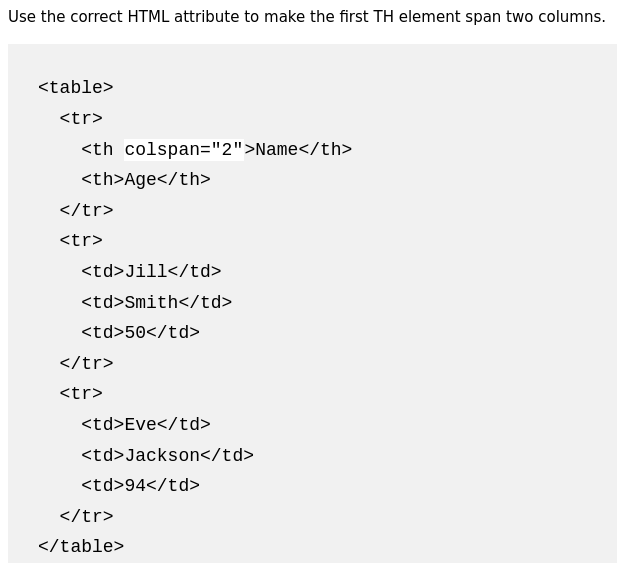 Use the correct HTML attribute to make the first TH element span two columns.
<table>
  <tr>
    <th colspan="2">Name</th>
    <th>Age</th>
  </tr>
  <tr>
    <td>Jill</td>
    <td>Smith</td>
    <td>50</td>
  </tr>
  <tr>
    <td>Eve</td>
    <td>Jackson</td>
    <td>94</td>
  </tr>
</table>